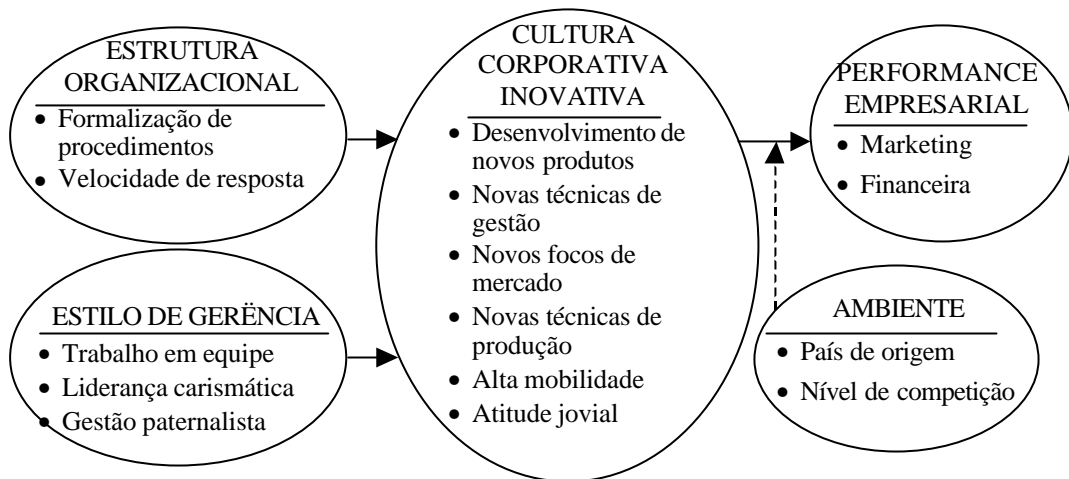 ESTRUTURA
ORGANIZACIONAL
• Formalização de
procedimentos
• Velocidade de resposta
ESTILO DE GERËNCIA
• Trabalho em equipe
• Liderança carismática
• Gestão paternalista
CULTURA
CORPORATIVA
INOVATIVA
• Desenvolvimento de
novos produtos
• Novas técnicas de
gestão
• Novos focos de
mercado
• Novas técnicas de
produção
• Alta mobilidade
• Atitude jovial
PERFORMANCE
EMPRESARIAL
• Marketing
• Financeira
AMBIENTE
• País de origem
• Nível de competição